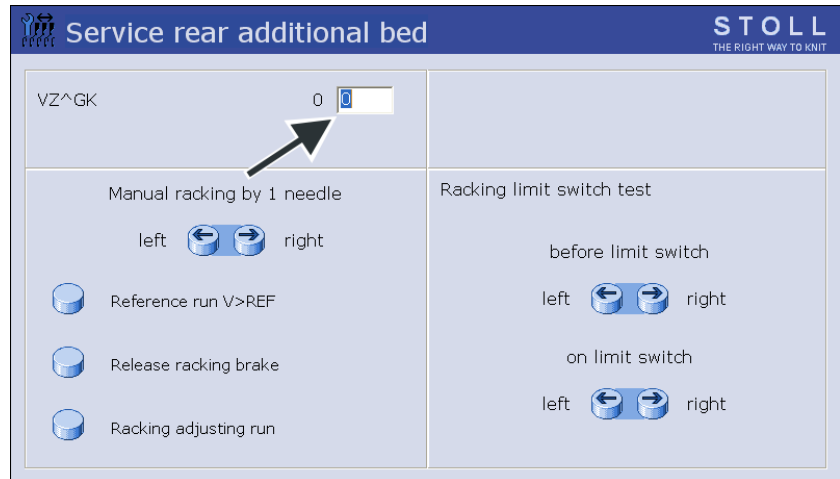 Service rear additional bed
STOLL
THE RIGHT WAY TO KNIT
VZ^GK 0 0
Manual racking by 1 needle
left right
Reference run V>REF
Release racking brake
Racking adjusting run
Racking limit switch test
before limit switch
left right
on limit switch
left right